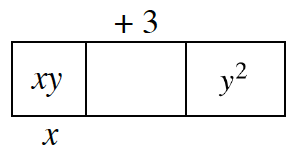 + 3
xy y²
x